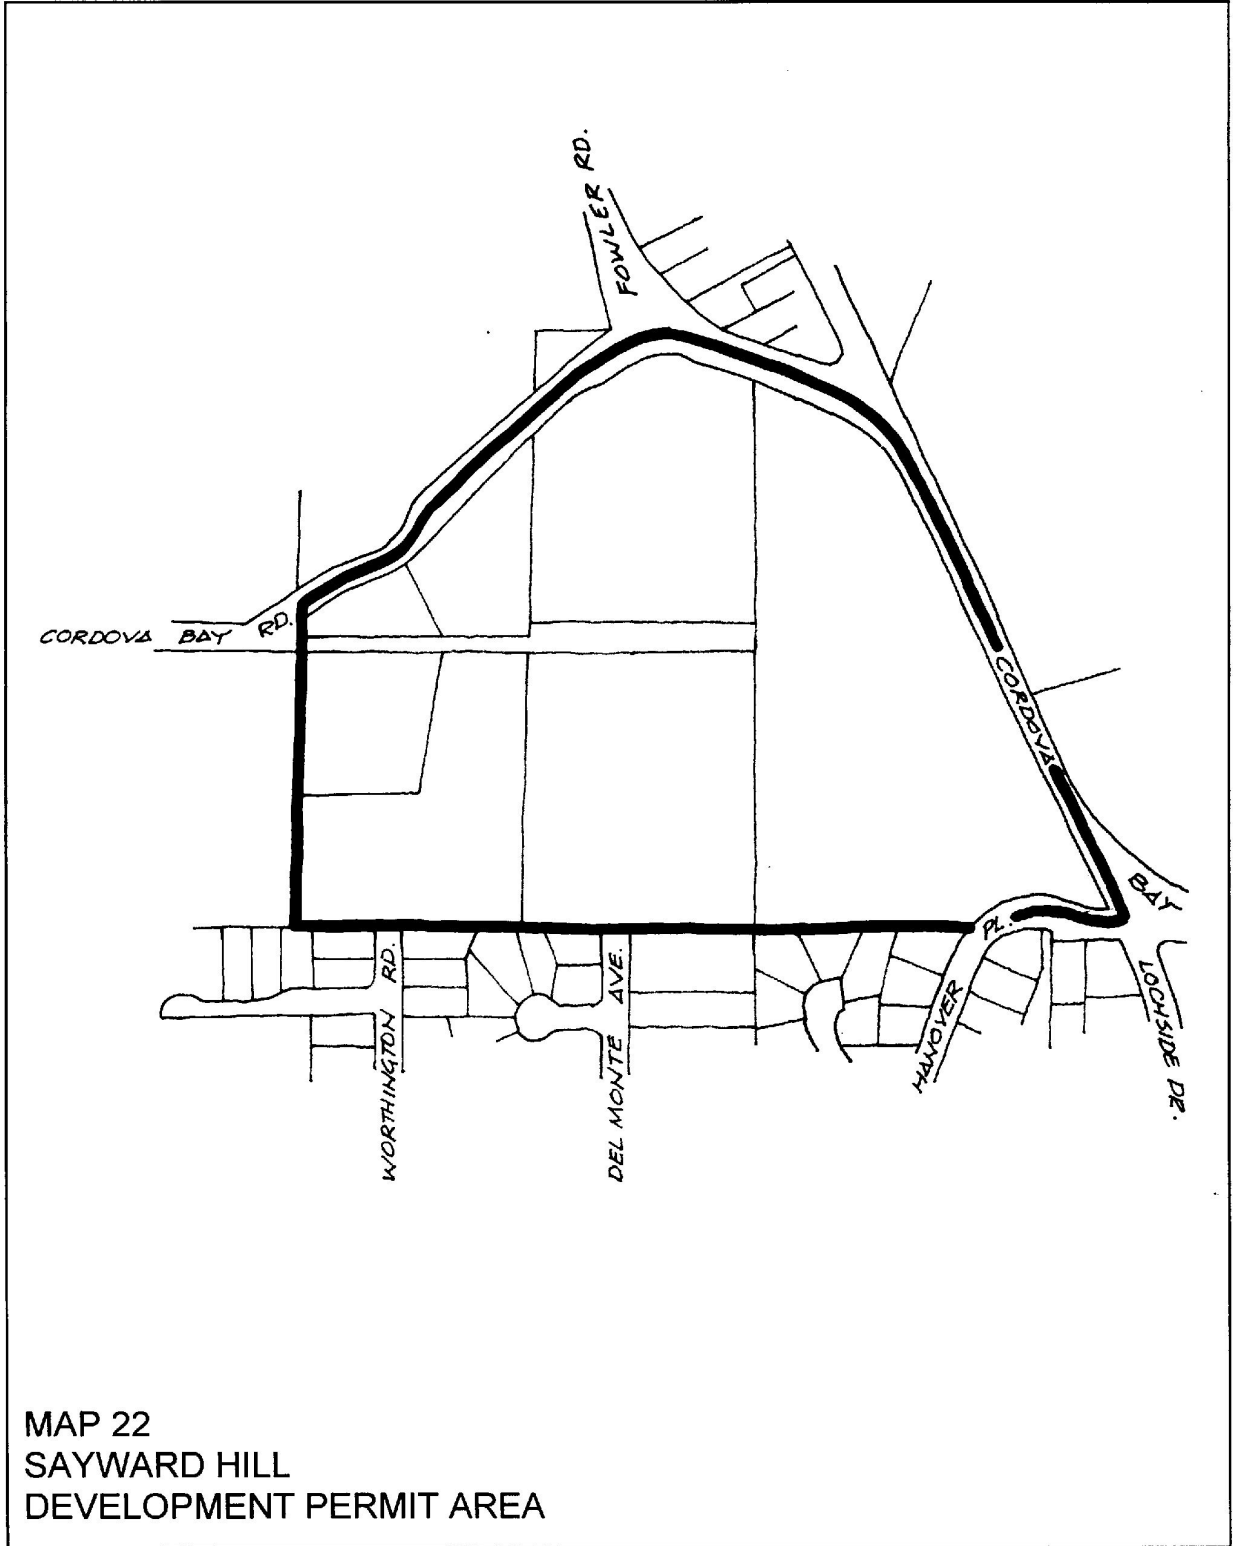 FOWLER RD.
CORDOVA BAY RD.
CORDOVA
BAY
PL.
HANOVER
LOCHSIDE DR.
WORTHINGTON RD.
DEL MONTE AVE.
MAP 22
SAYWARD HILL
DEVELOPMENT PERMIT AREA